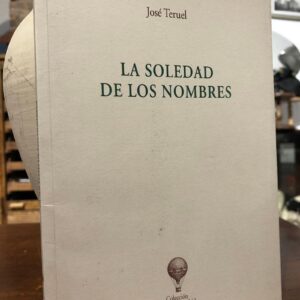 José Teruel
LA SOLEDAD
DE LOS NOMBRES
Colección